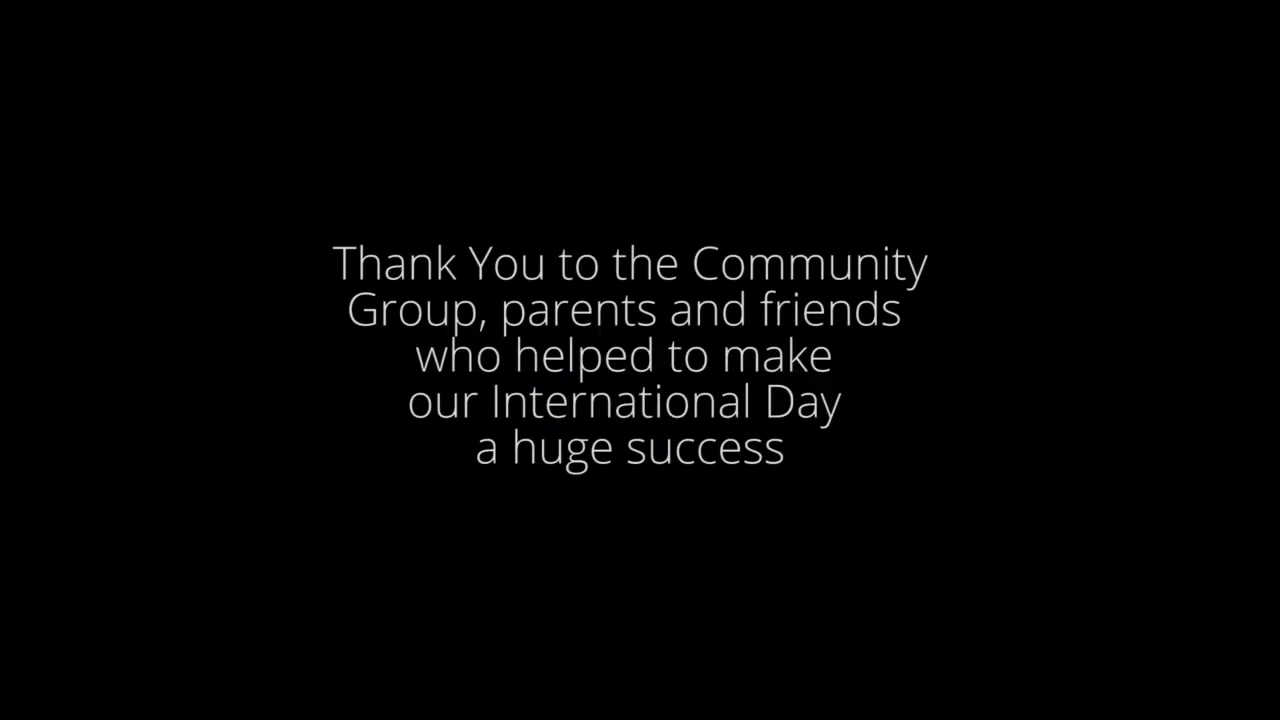 Thank You to the Community
Group, parents and friends
who helped to make
our International Day
a huge success